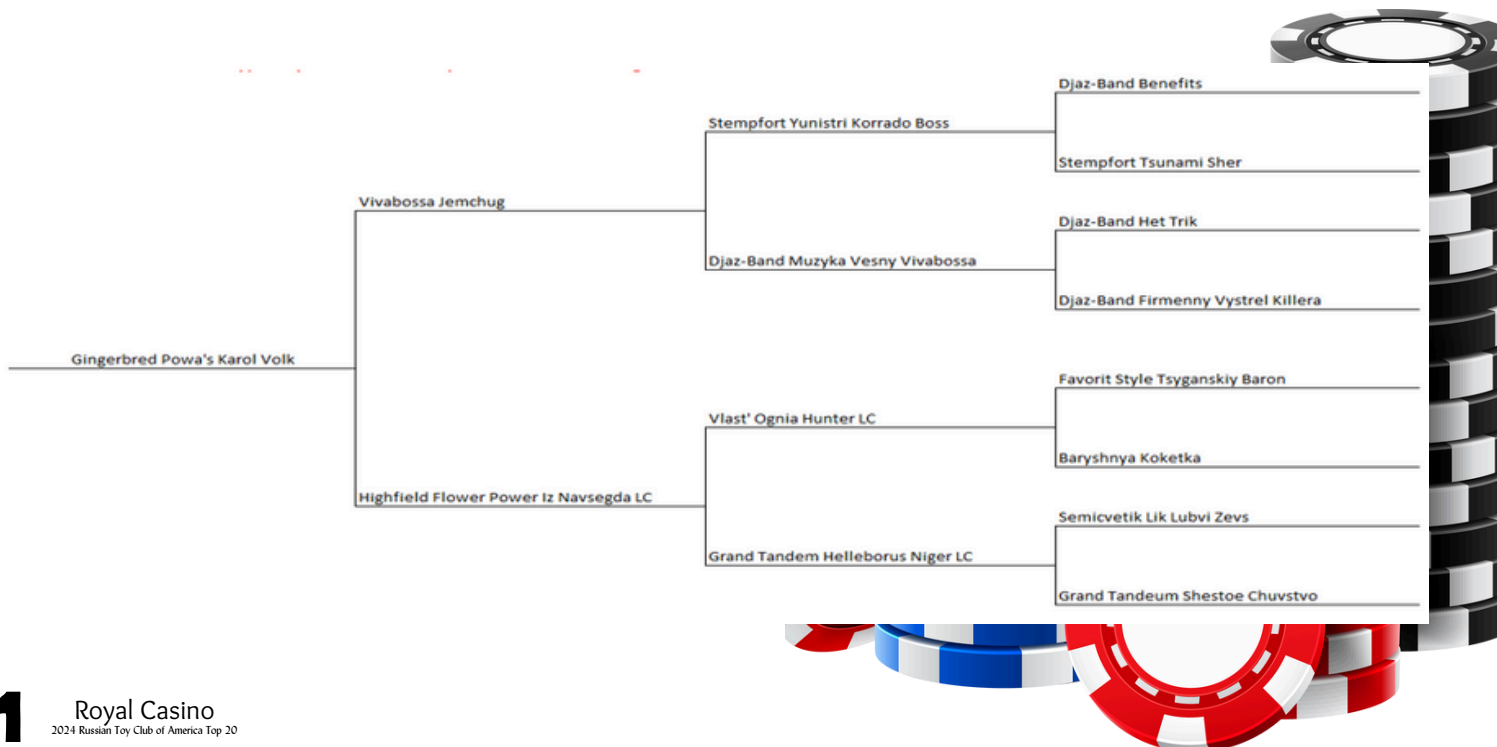 Djaz-Band Benefits
Stempfort Yunistri Korrado Boss
Stempfort Tsunami Sher
Vivabossa Jemchug
Djaz-Band Het Trik
Djaz-Band Muzyka Vesny Vivabossa
Djaz-Band Firmenny Vystrel Killera
Gingerbred Powa's Karol Volk
Favorit Style Tsyganskiy Baron
Vlast' Ognia Hunter LC
Baryshnya Koketka
Highfield Flower Power Iz Navsegda LC
Semicvetik Lik Lubvi Zevs
Grand Tandem Helleborus Niger LC
Grand Tandeum Shestoe Chuvstvo
1
Royal Casino
2024 Russian Toy Club of America Top 20